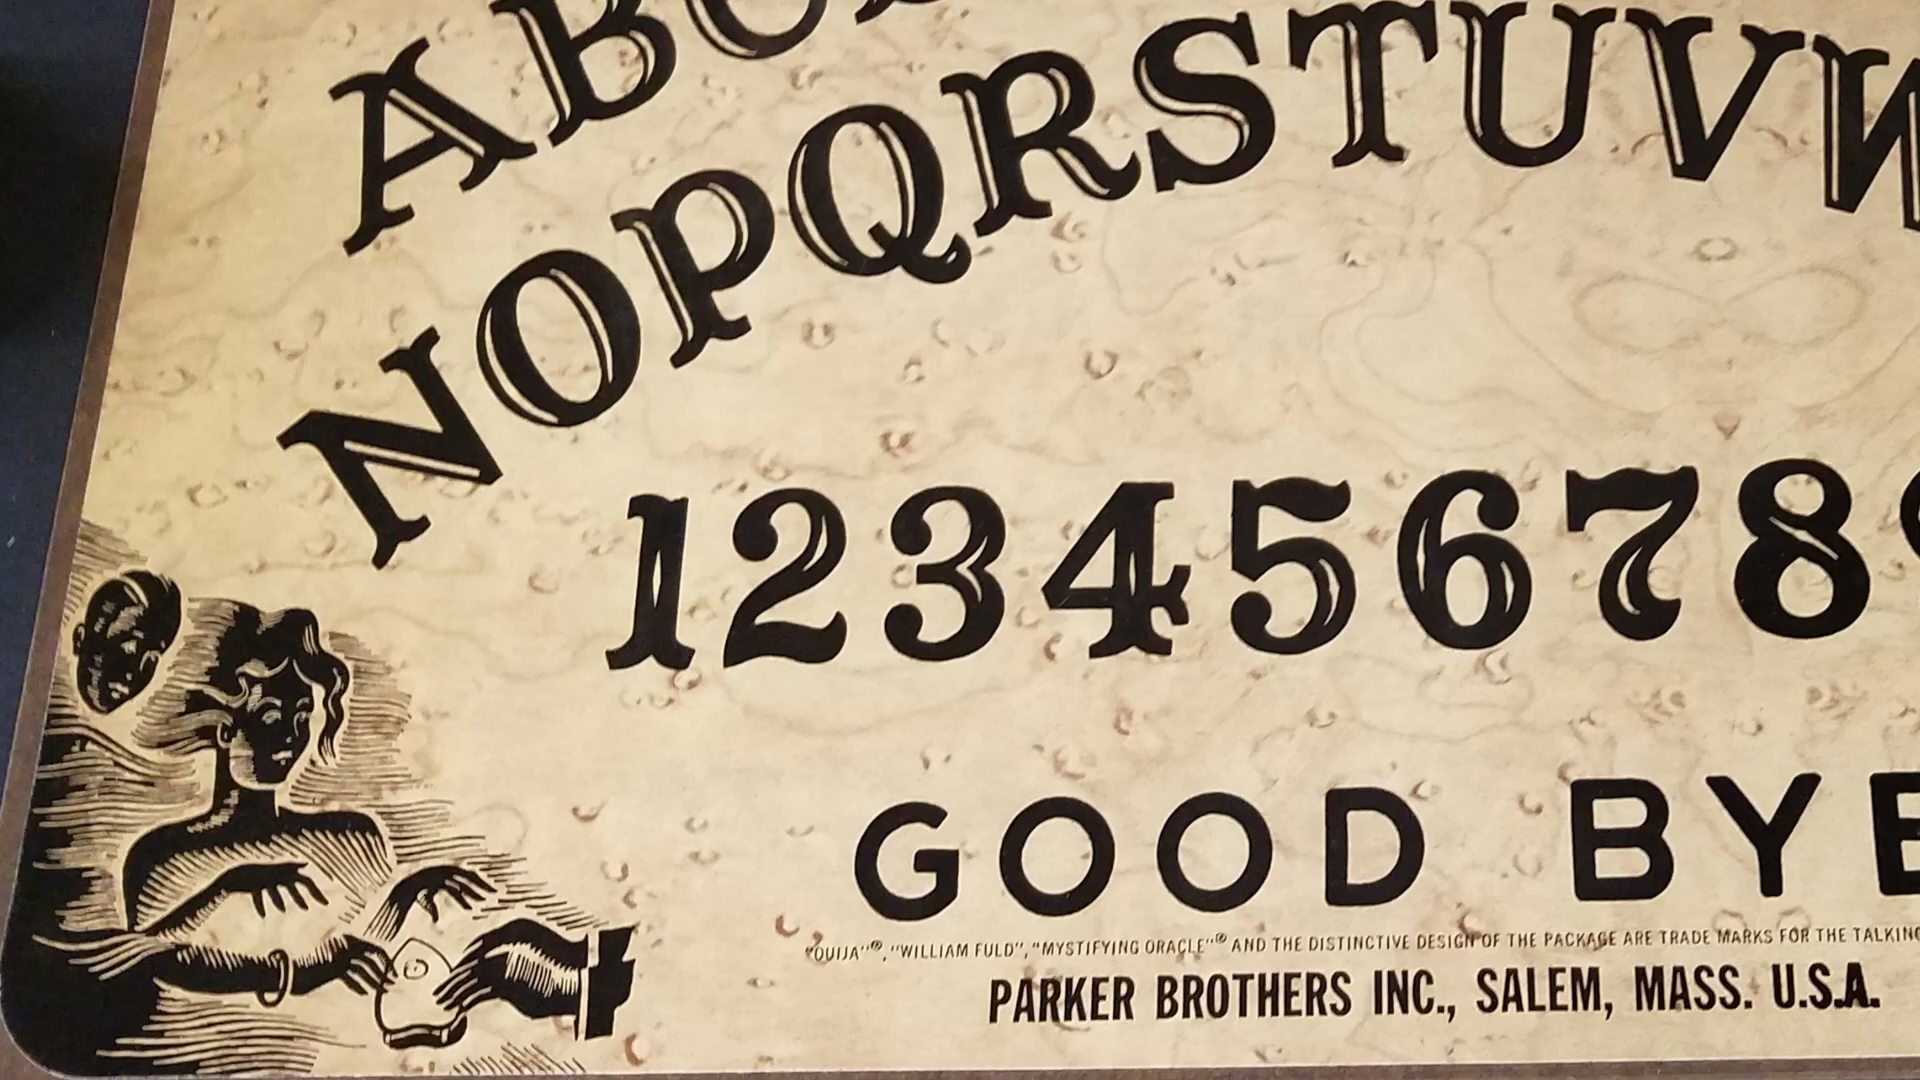 ABCD
NOPQRSTUVW
12345678
GOOD BYE
"OUIJA"®, "WILLIAM FULD", "MYSTIFYING ORACLE"® AND THE DISTINCTIVE DESIGN OF THE PACKAGE ARE TRADE MARKS FOR THE TALKING
PARKER BROTHERS INC., SALEM, MASS. U.S.A.